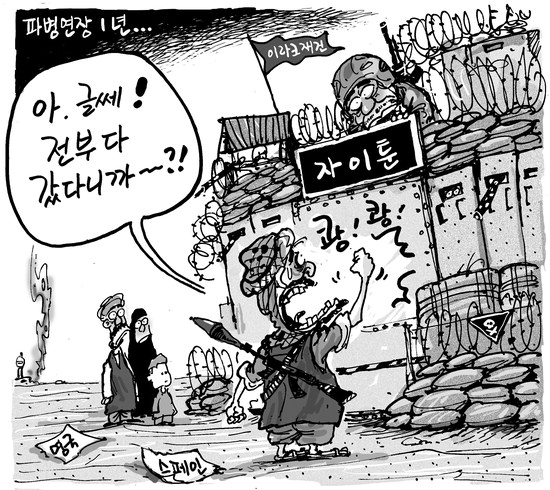 파병연장 1년...
이라크재건
아. 글쎄!
전부 다
갔다니까~?!
자이툰
쾅! 쾅!
영국
스페인